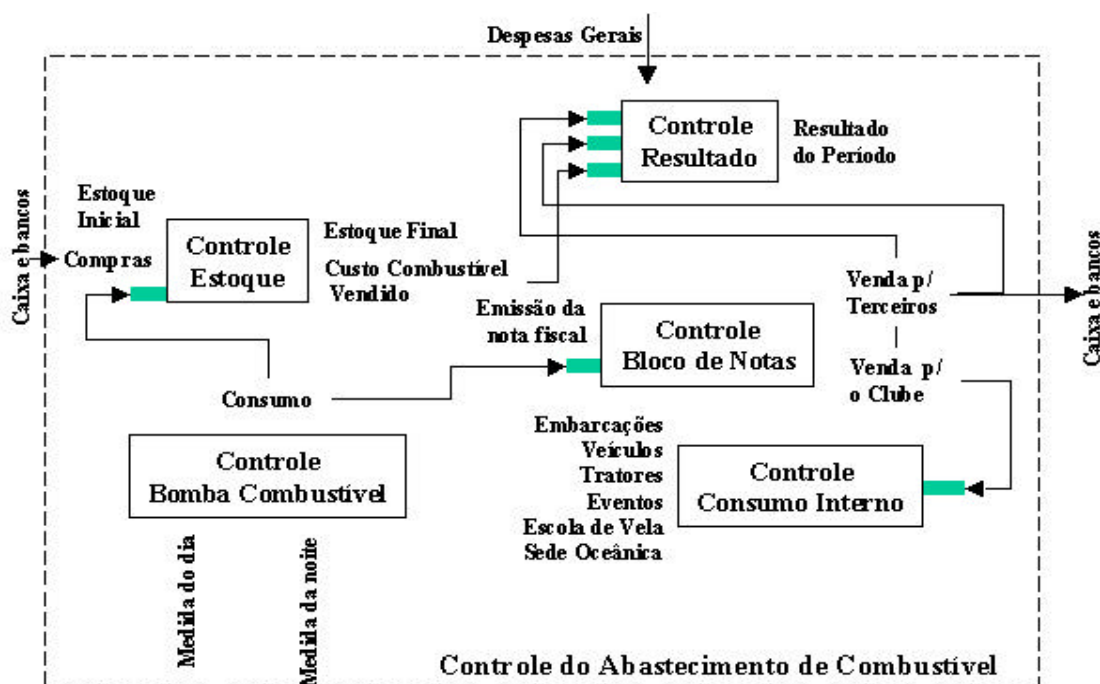 Despesas Gerais
Controle
Resultado
Resultado
do Período
Estoque
Inicial
Caixa e bancos
Compras
Controle
Estoque
Estoque Final
Custo Combustível
Vendido
Emissão da
nota fiscal
Controle
Bloco de Notas
Venda p/
Terceiros
Caixa e bancos
Venda p/
o Clube
Consumo
Controle
Bomba Combustível
Medida do dia
Medida da noite
Embarcações
Veículos
Tratores
Eventos
Escola de Vela
Sede Oceânica
Controle
Consumo Interno
Controle do Abastecimento de Combustível